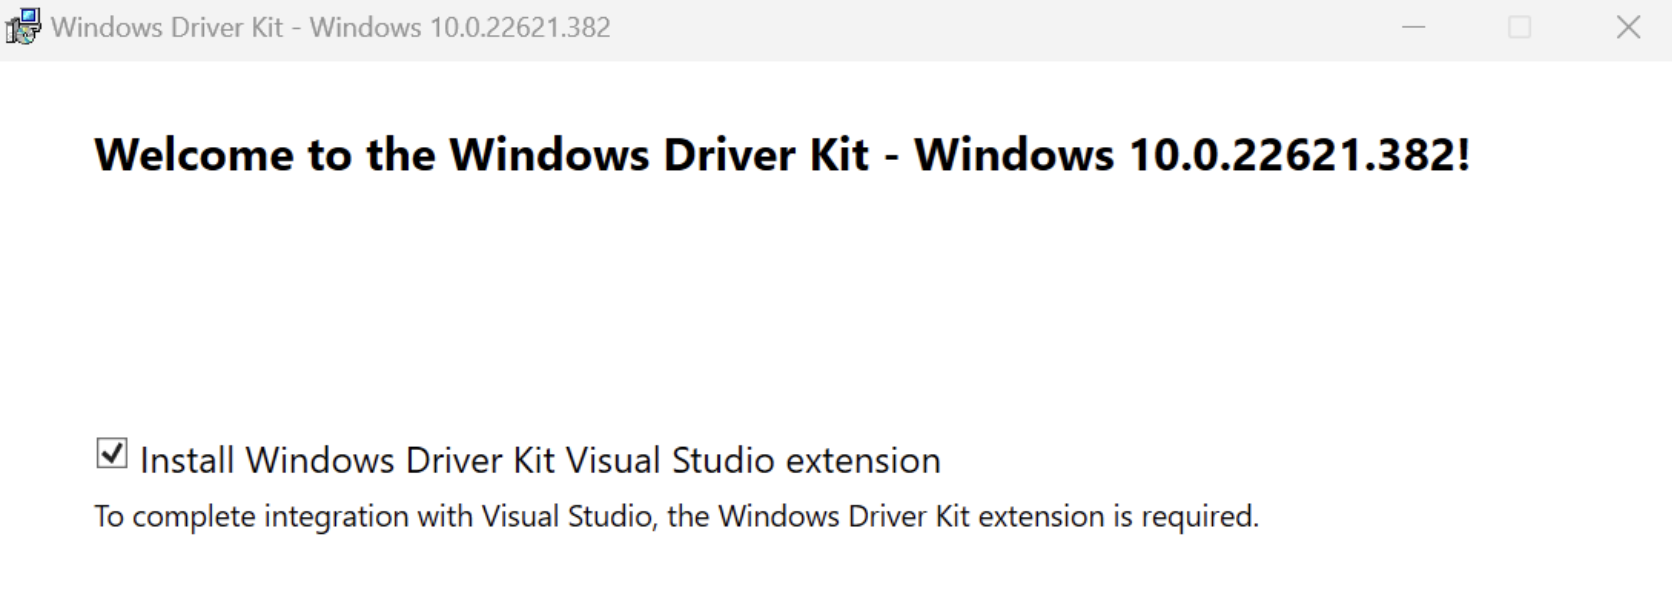 Windows Driver Kit - Windows 10.0.22621.382
Welcome to the Windows Driver Kit - Windows 10.0.22621.382!
Install Windows Driver Kit Visual Studio extension
To complete integration with Visual Studio, the Windows Driver Kit extension is required.